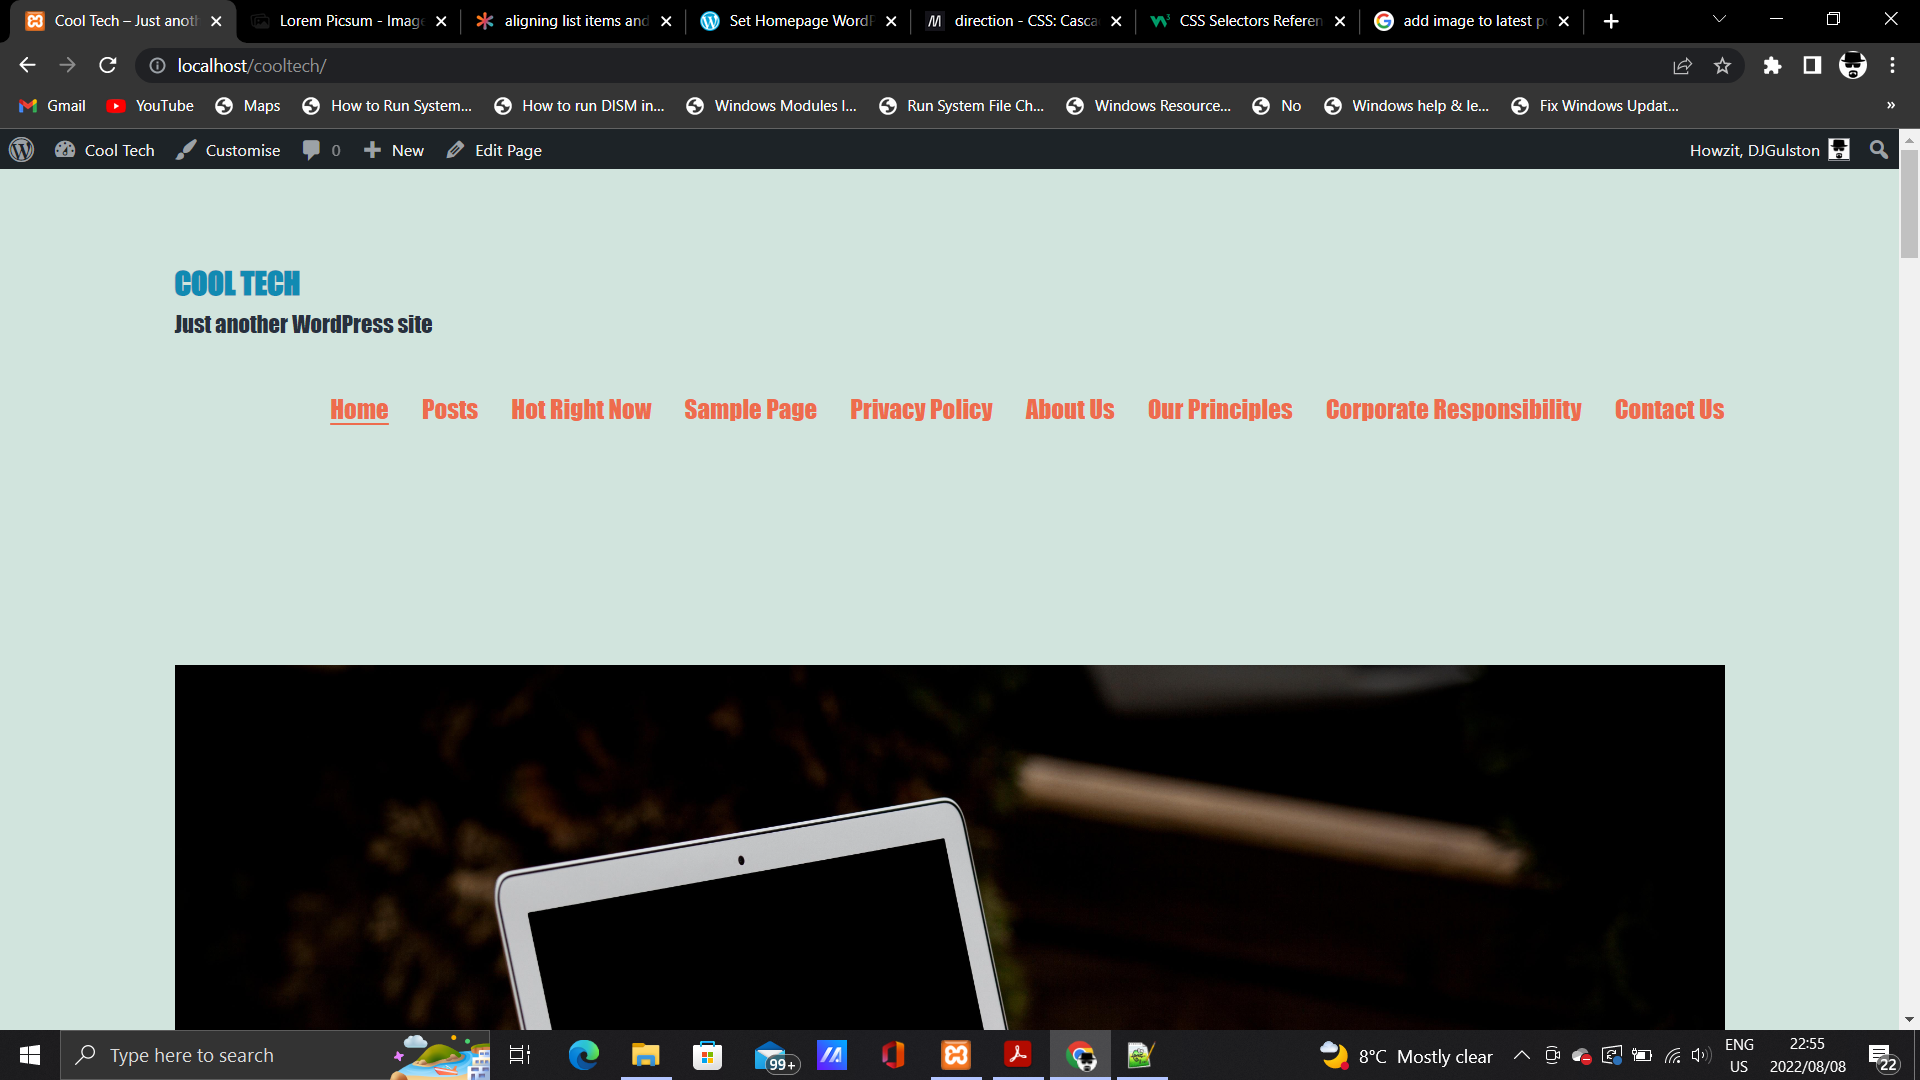 Cool Tech – Just anoth
Lorem Picsum - Image
aligning list items and
Set Homepage WordP
direction - CSS: Casca
CSS Selectors Referen
add image to latest p
localhost/cooltech/
Gmail
YouTube
Maps
How to Run System...
How to run DISM in...
Windows Modules I...
Run System File Ch...
Windows Resource...
No
Windows help & le...
Fix Windows Updat...
»
Cool Tech
Customise
0
New
Edit Page
Howzit, DJGulston
COOL TECH
Just another WordPress site
Home
Posts
Hot Right Now
Sample Page
Privacy Policy
About Us
Our Principles
Corporate Responsibility
Contact Us
Type here to search
99+
8°C Mostly clear
ENG
US
22:55
2022/08/08
22